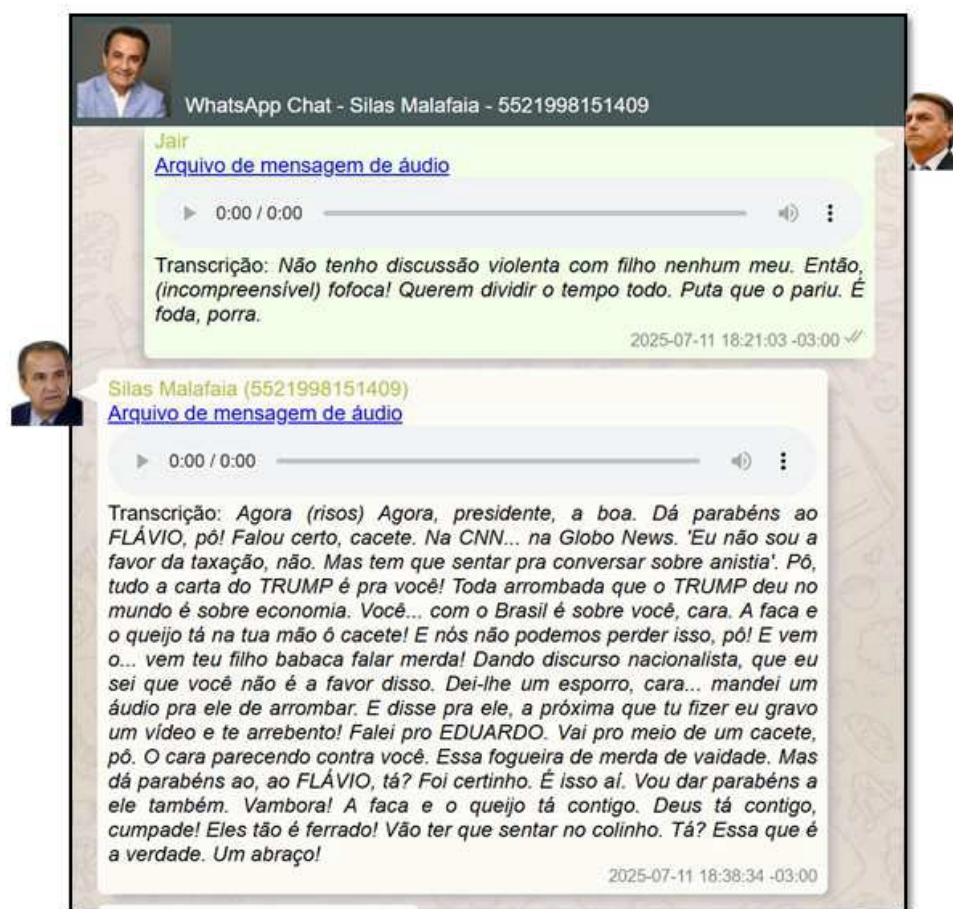 WhatsApp Chat - Silas Malafaia - 5521998151409
Jair
Arquivo de mensagem de áudio
0:00 / 0:00
Transcrição: Não tenho discussão violenta com filho nenhum meu. Então,
(incompreensível) fofoca! Querem dividir o tempo todo. Puta que o pariu. É
foda, porra.
2025-07-11 18:21:03 -03:00
Silas Malafaia (5521998151409)
Arquivo de mensagem de áudio
0:00 / 0:00
Transcrição: Agora (risos) Agora, presidente, a boa. Dá parabéns ao
FLÁVIO, pô! Falou certo, cacete. Na CNN... na Globo News. 'Eu não sou a
favor da taxação, não. Mas tem que sentar pra conversar sobre anistia'. Pô,
tudo a carta do TRUMP é pra você! Toda arrombada que o TRUMP deu no
mundo é sobre economia. Você... com o Brasil é sobre você, cara. A faca e
o queijo tá na tua mão ô cacete! E nós não podemos perder isso, pô! E vem
o... vem teu filho babaca falar merda! Dando discurso nacionalista, que eu
sei que você não é a favor disso. Dei-lhe um esporro, cara... mandei um
áudio pra ele de arrombar. E disse pra ele, a próxima que tu fizer eu gravo
um vídeo e te arrebento! Falei pro EDUARDO. Vai pro meio de um cacete,
pô. O cara parecendo contra você. Essa fogueira de merda de vaidade. Mas
dá parabéns ao, ao FLÁVIO, tá? Foi certinho. É isso aí. Vou dar parabéns a
ele também. Vambora! A faca e o queijo tá contigo. Deus tá contigo,
cumpade! Eles tão é ferrado! Vão ter que sentar no colinho. Tá? Essa que é
a verdade. Um abraço!
2025-07-11 18:38:34 -03:00